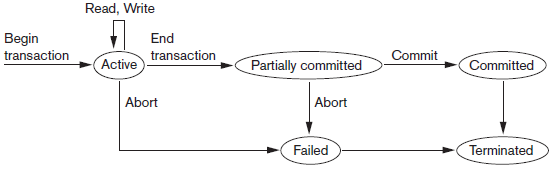 Read, Write
Begin
transaction
End
transaction
Active
Partially committed
Commit
Committed
Abort
Abort
Failed
Terminated